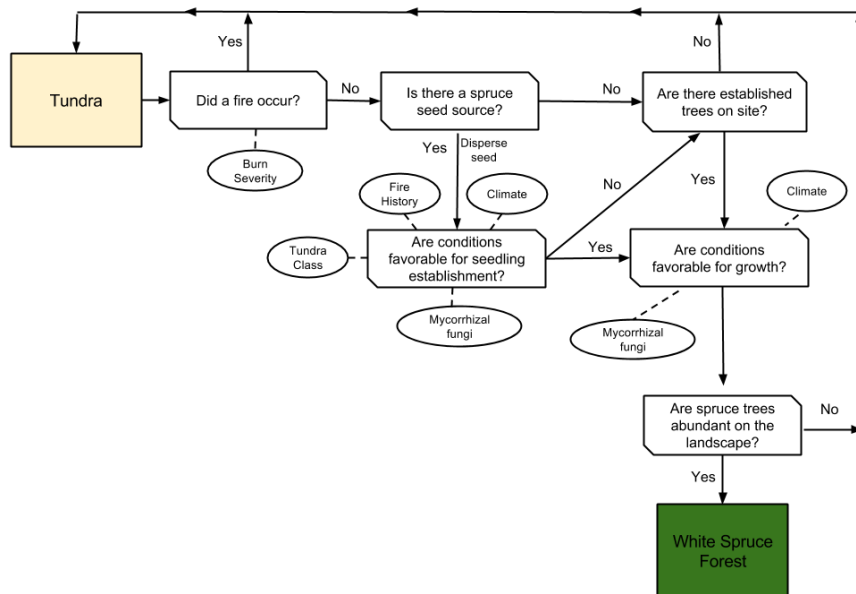 Yes
No
Tundra
Did a fire occur?
No
Is there a spruce
seed source?
No
Are there established
trees on site?
Burn
Severity
Yes
Disperse
seed
Fire
History
Climate
No
Yes
Climate
Tundra
Class
Are conditions
favorable for seedling
establishment?
Yes
Are conditions
favorable for growth?
Mycorrhizal
fungi
Mycorrhizal
fungi
Are spruce trees
abundant on the
landscape?
No
Yes
White Spruce
Forest